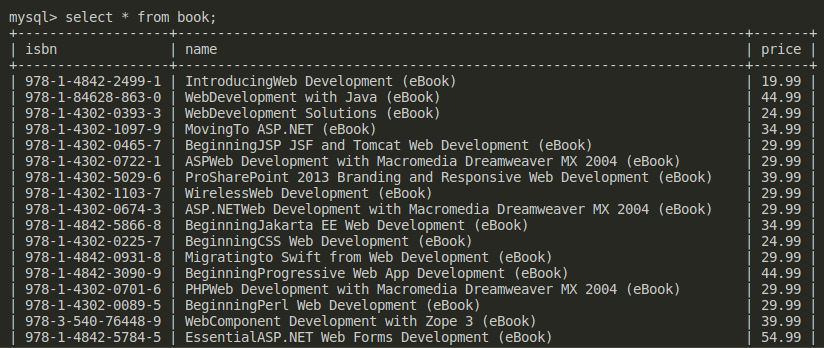 mysql> select * from book;
+-------------------+--------------------------------------------------------------------+-------+
| isbn | name | price |
+-------------------+--------------------------------------------------------------------+-------+
| 978-1-4842-2499-1 | IntroducingWeb Development (eBook) | 19.99 |
| 978-1-84628-863-0 | WebDevelopment with Java (eBook) | 44.99 |
| 978-1-4302-0393-3 | WebDevelopment Solutions (eBook) | 24.99 |
| 978-1-4302-1097-9 | MovingTo ASP.NET (eBook) | 34.99 |
| 978-1-4302-0465-7 | BeginningJSP JSF and Tomcat Web Development (eBook) | 29.99 |
| 978-1-4302-0722-1 | ASPWeb Development with Macromedia Dreamweaver MX 2004 (eBook) | 29.99 |
| 978-1-4302-5029-6 | ProSharePoint 2013 Branding and Responsive Web Development (eBook) | 39.99 |
| 978-1-4302-1103-7 | WirelessWeb Development (eBook) | 29.99 |
| 978-1-4302-0674-3 | ASP.NETWeb Development with Macromedia Dreamweaver MX 2004 (eBook) | 29.99 |
| 978-1-4842-5866-8 | BeginningJakarta EE Web Development (eBook) | 34.99 |
| 978-1-4302-0225-7 | BeginningCSS Web Development (eBook) | 24.99 |
| 978-1-4842-0931-8 | Migratingto Swift from Web Development (eBook) | 29.99 |
| 978-1-4842-3090-9 | BeginningProgressive Web App Development (eBook) | 44.99 |
| 978-1-4302-0701-6 | PHPWeb Development with Macromedia Dreamweaver MX 2004 (eBook) | 29.99 |
| 978-1-4302-0089-5 | BeginningPerl Web Development (eBook) | 29.99 |
| 978-3-540-76448-9 | WebComponent Development with Zope 3 (eBook) | 39.99 |
| 978-1-4842-5784-5 | EssentialASP.NET Web Forms Development (eBook) | 54.99 |